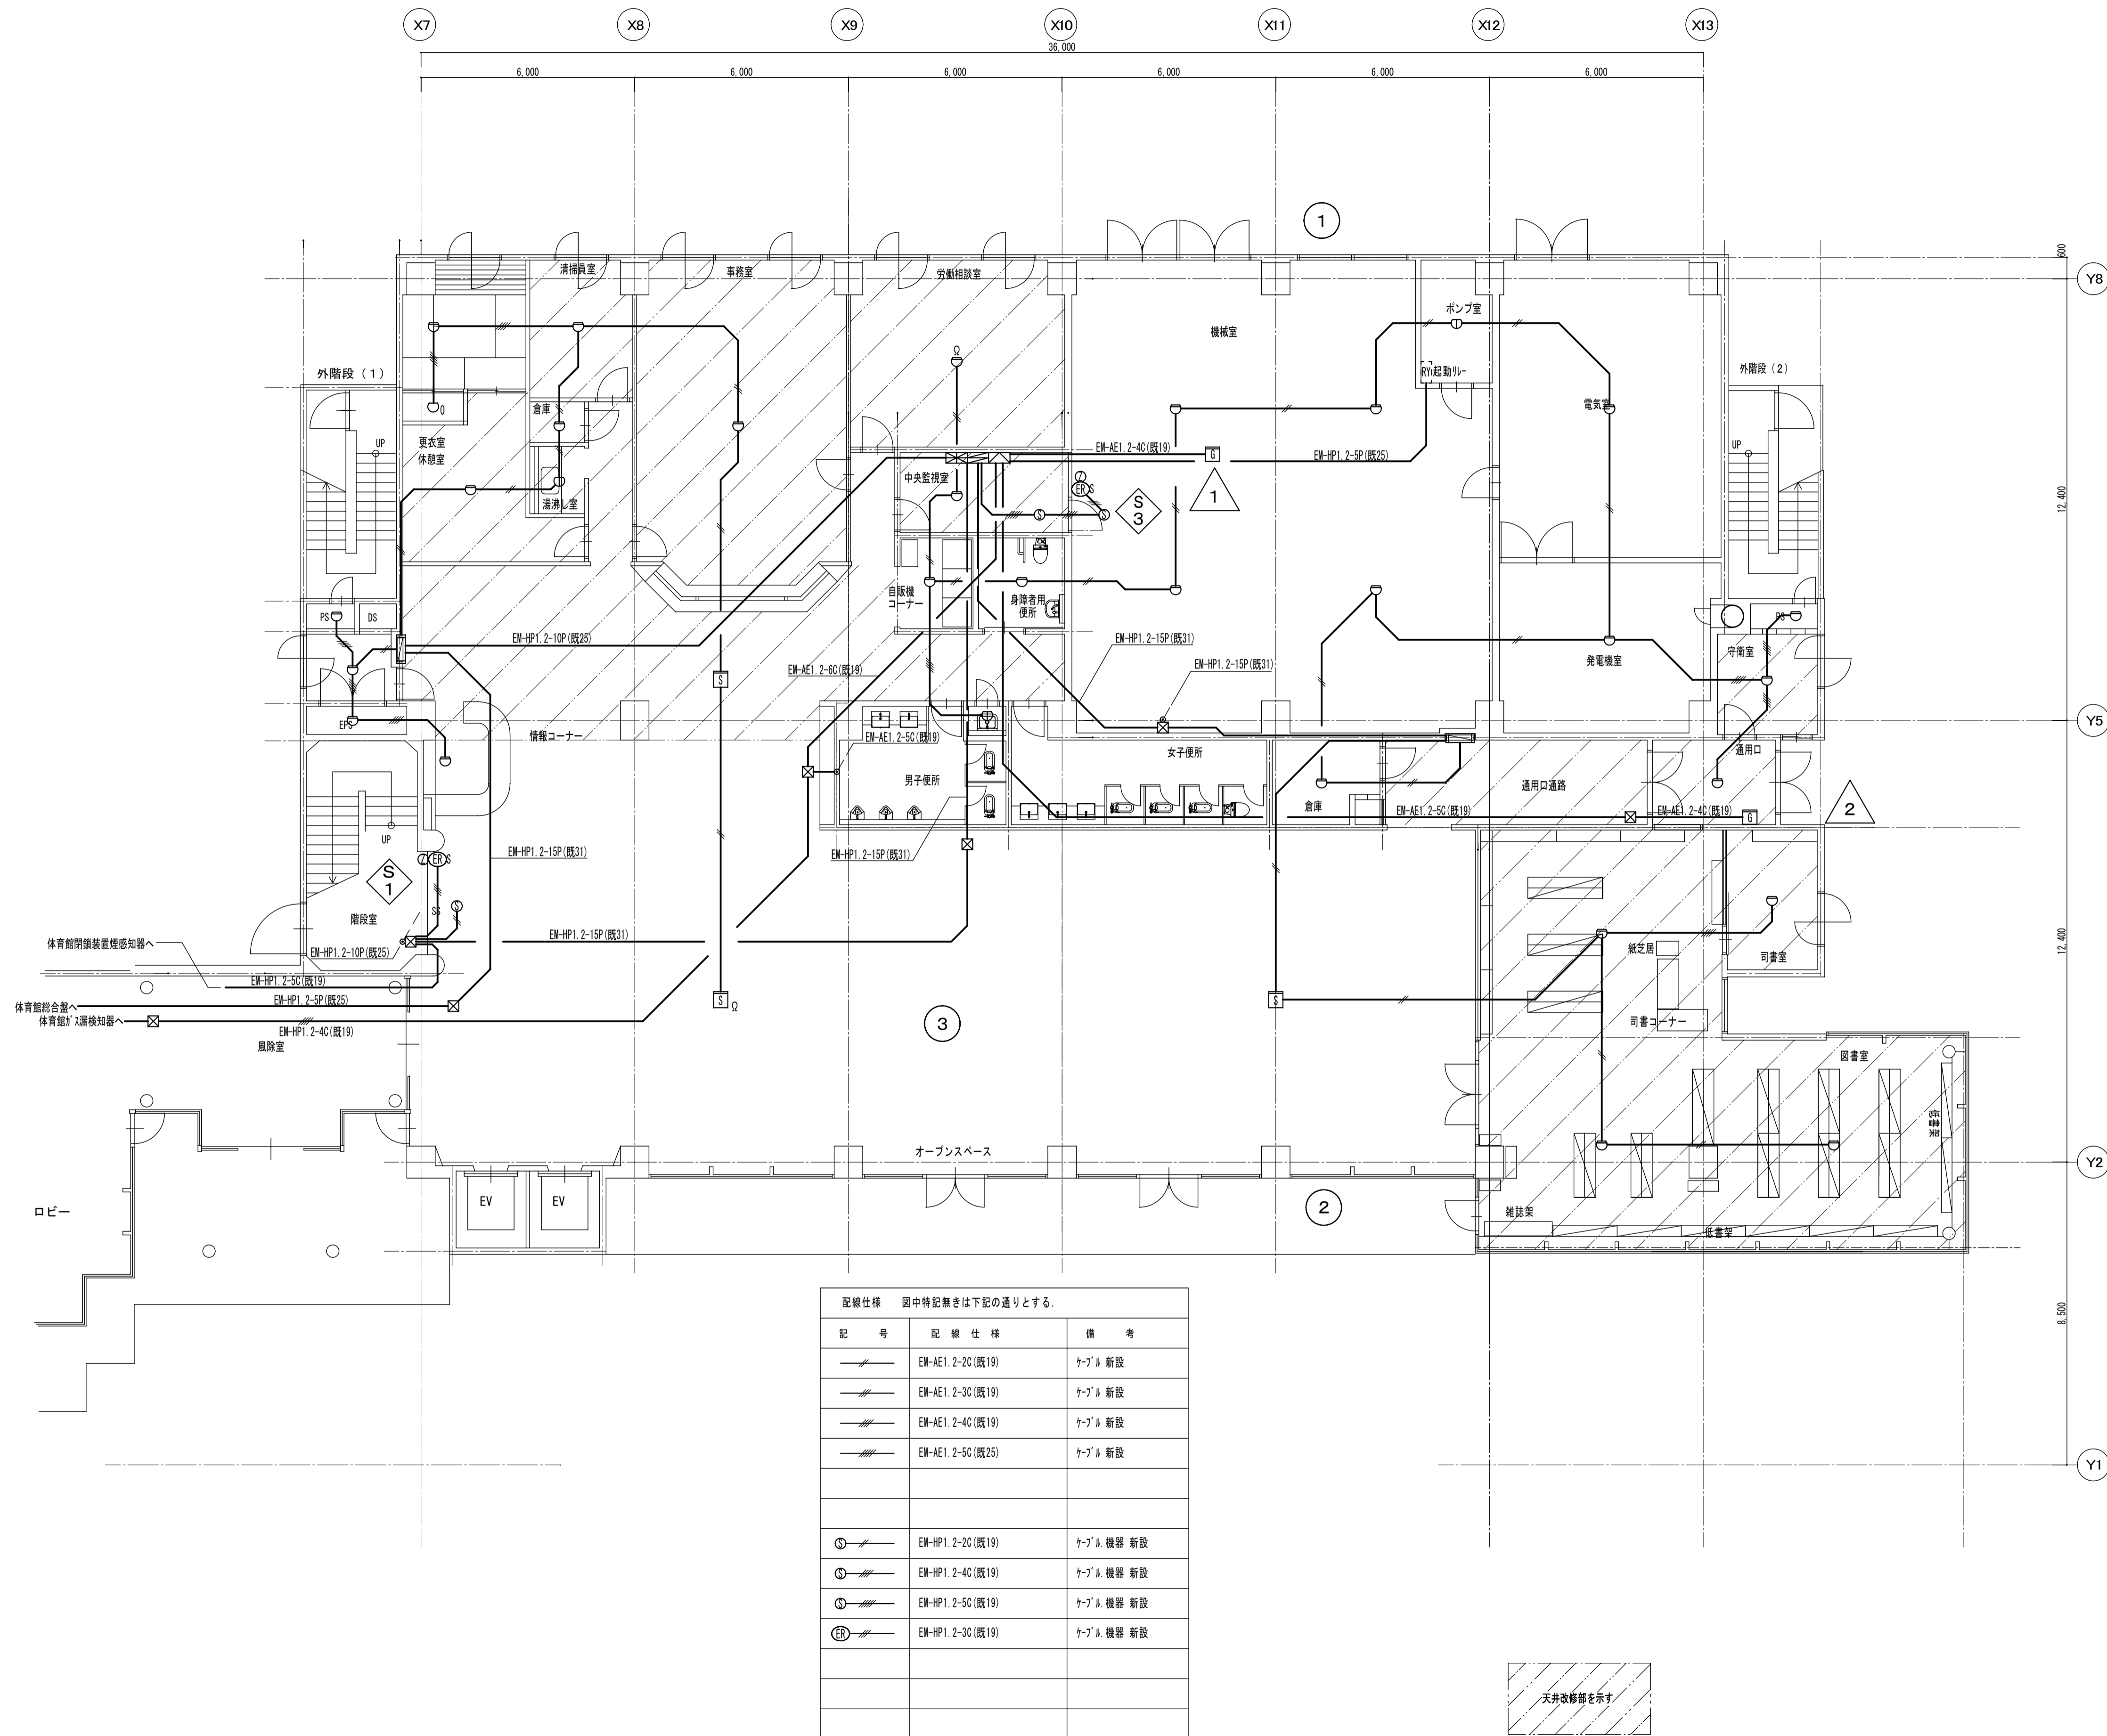 X7 X8 X9 X10 X11 X12 X13
36,000
6,000 6,000 6,000 6,000 6,000 6,000
1
600
清掃員室 事務室 労働相談室
Y8
ポンプ室
機械室
Ω
外階段(1)
RY 起動リレー
外階段(2)
倉庫
O
電気室
UP 更衣室
休憩室
UP
EM-AE1.2-4C(既19)
G
EM-HP1.2-5P(既25)
中央監視室
湯沸し室
ER S
1
S
3
S S
12,400
自販機
コーナー
身障者用
便所
PS DS
DS
EM-HP1.2-10P(既25)
EM-HP1.2-15P(既31)
守衛室
EM-HP1.2-15P(既31)
発電機室
EM-AE1.2-6C(既19)
S
EPS
Y5
情報コーナー
EM-AE1.2-5C(既19)
女子便所
通用口
男子便所
通用口通路
倉庫
EM-AE1.2-5C(既19)
EM-AE1.2-4C(既19)
G
2
UP
EM-HP1.2-15P(既31)
EM-HP1.2-15P(既31)
ER S
S
1
SS
S
階段室
EM-HP1.2-15P(既31)
体育館閉鎖装置煙感知器へ
EM-HP1.2-10P(既25)
紙芝居
司書室
12,400
EM-HP1.2-5C(既19)
体育館総合盤へ
EM-HP1.2-5P(既25)
S Ω
S
体育館ガス漏検知器へ
EM-HP1.2-4C(既19)
3
司書コーナー
風除室
図書室
低書架
オープンスペース
Y2
EV EV
2
ロビー
雑誌架
低書架
8,500
配線仕様 図中特記無きは下記の通りとする.
記号 配線仕様 備考
EM-AE1.2-2C(既19) ケーブル 新設
EM-AE1.2-3C(既19) ケーブル 新設
EM-AE1.2-4C(既19) ケーブル 新設
EM-AE1.2-5C(既25) ケーブル 新設
Y1
S EM-HP1.2-2C(既19) ケーブル.機器 新設
S EM-HP1.2-4C(既19) ケーブル.機器 新設
S EM-HP1.2-5C(既19) ケーブル.機器 新設
ER EM-HP1.2-3C(既19) ケーブル.機器 新設
天井改修部を示す